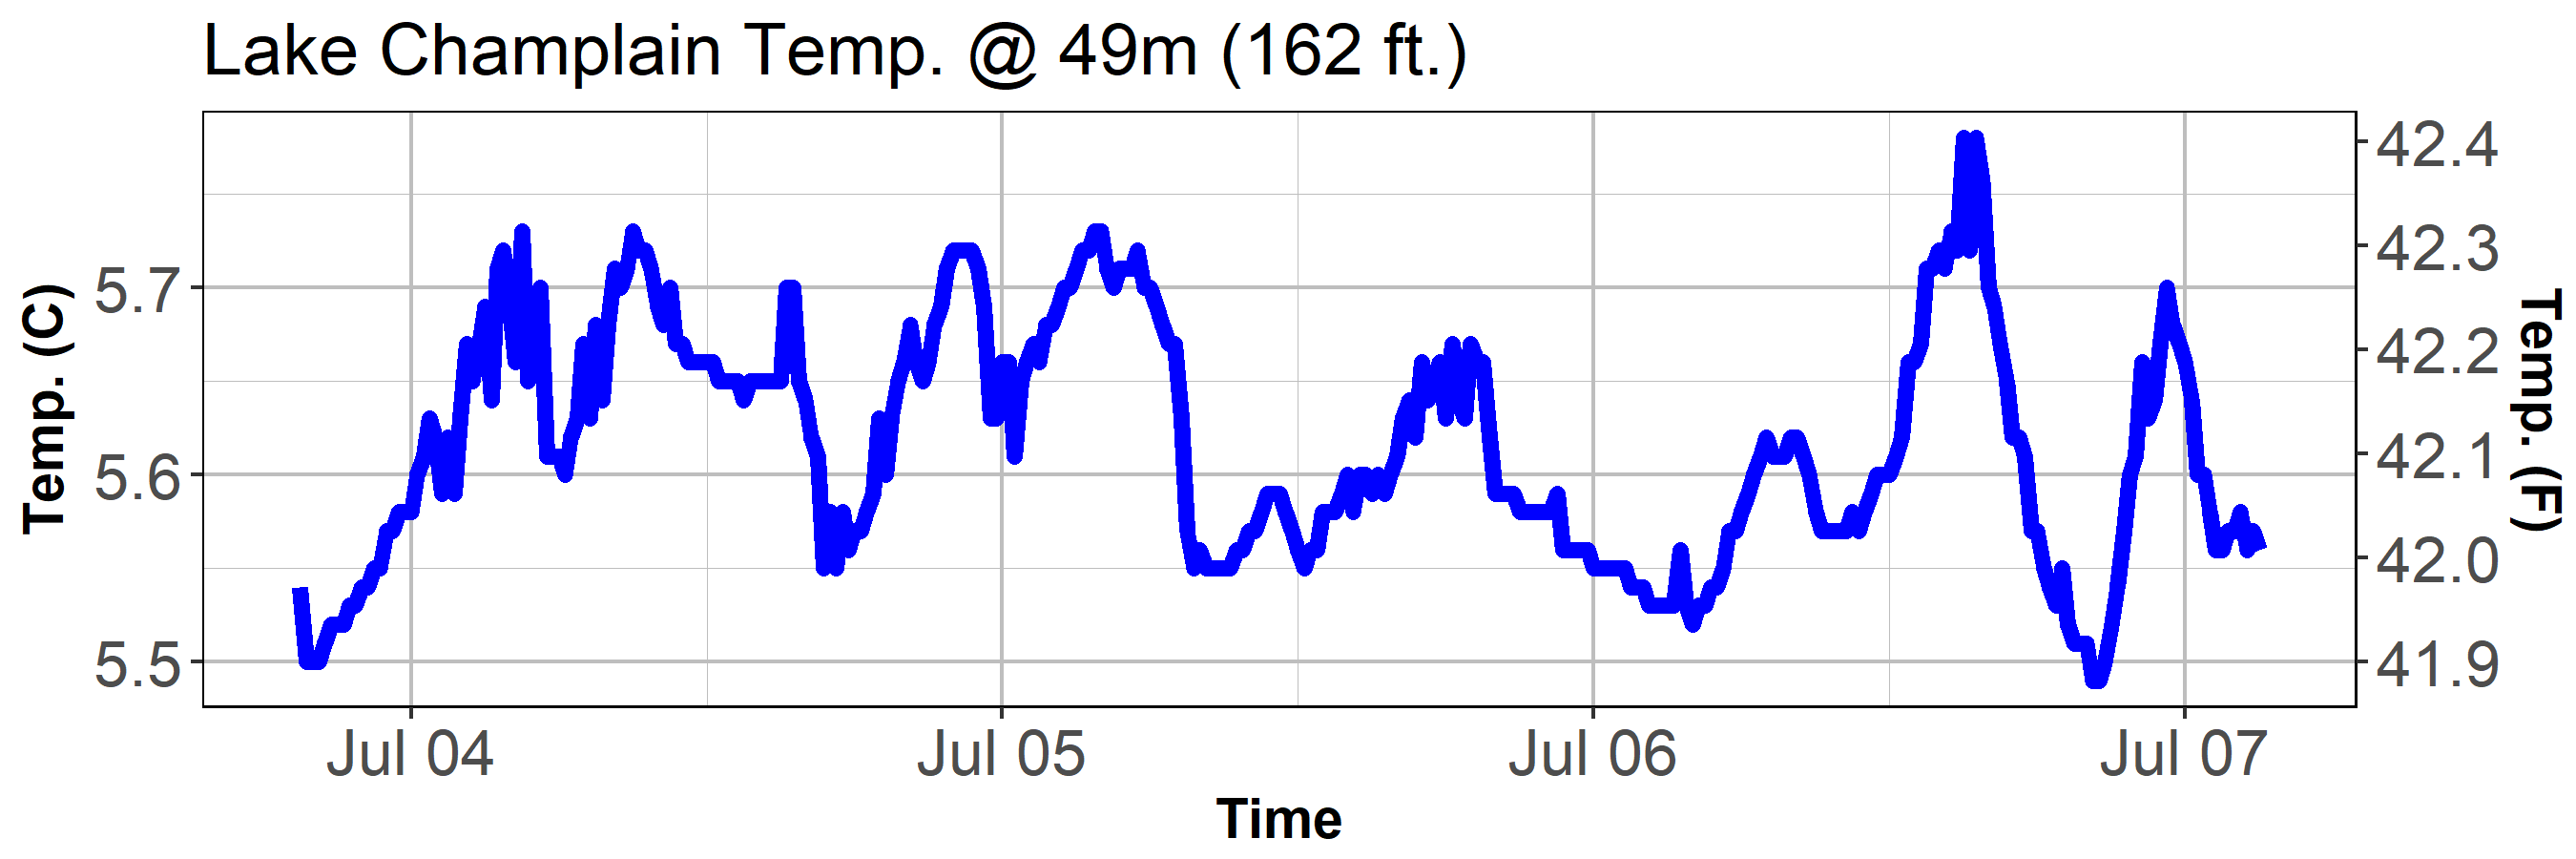 Lake Champlain Temp. @ 49m (162 ft.)
Temp. (C)
5.7
5.6
5.5
42.4
42.3
42.2
42.1
42.0
41.9
Temp. (F)
Jul 04 Jul 05 Jul 06 Jul 07
Time